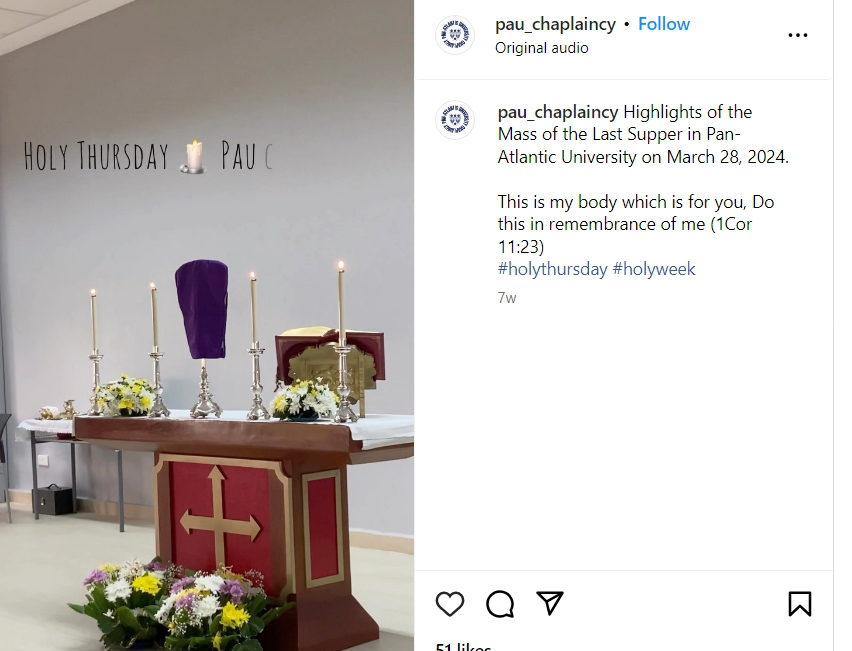 HOLY THURSDAY PAU C
pau_chaplaincy • Follow
Original audio
pau_chaplaincy Highlights of the
Mass of the Last Supper in Pan-
Atlantic University on March 28, 2024.
This is my body which is for you, Do
this in remembrance of me (1Cor
11:23)
#holythursday #holyweek
7w
51 likes